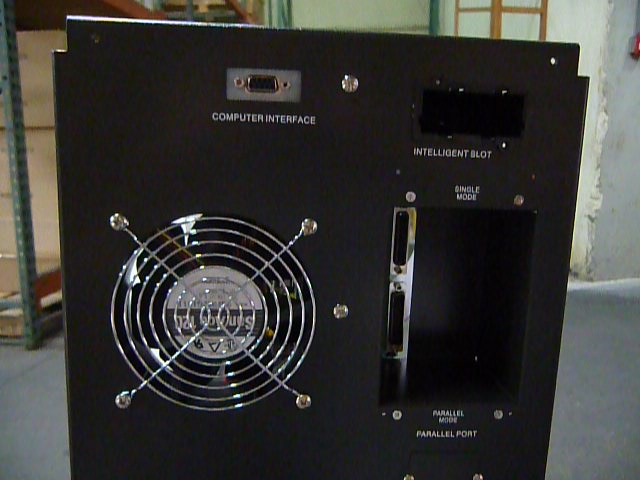 COMPUTER INTERFACE
INTELLIGENT SLOT
SINGLE
MODE
PARALLEL
MODE
PARALLEL PORT